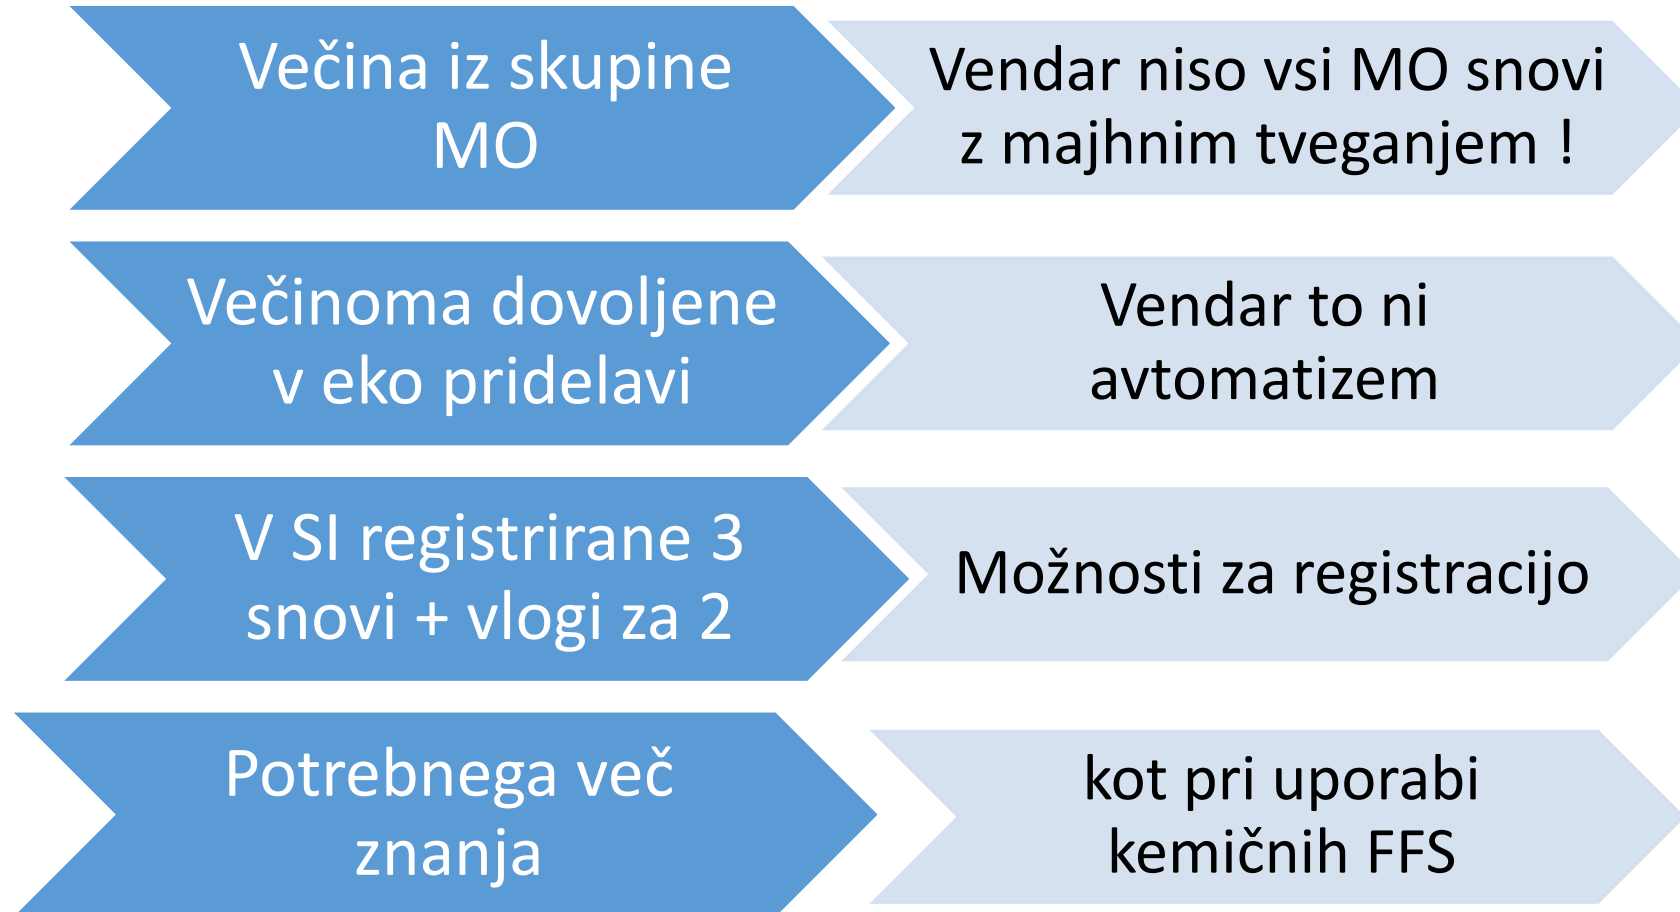 Večina iz skupine
MO
Vendar niso vsi MO snovi
z majhnim tveganjem !
Večinoma dovoljene
v eko pridelavi
Vendar to ni
avtomatizem
V SI registrirane 3
snovi + vlogi za 2
Možnosti za registracijo
Potrebnega več
znanja
kot pri uporabi
kemičnih FFS